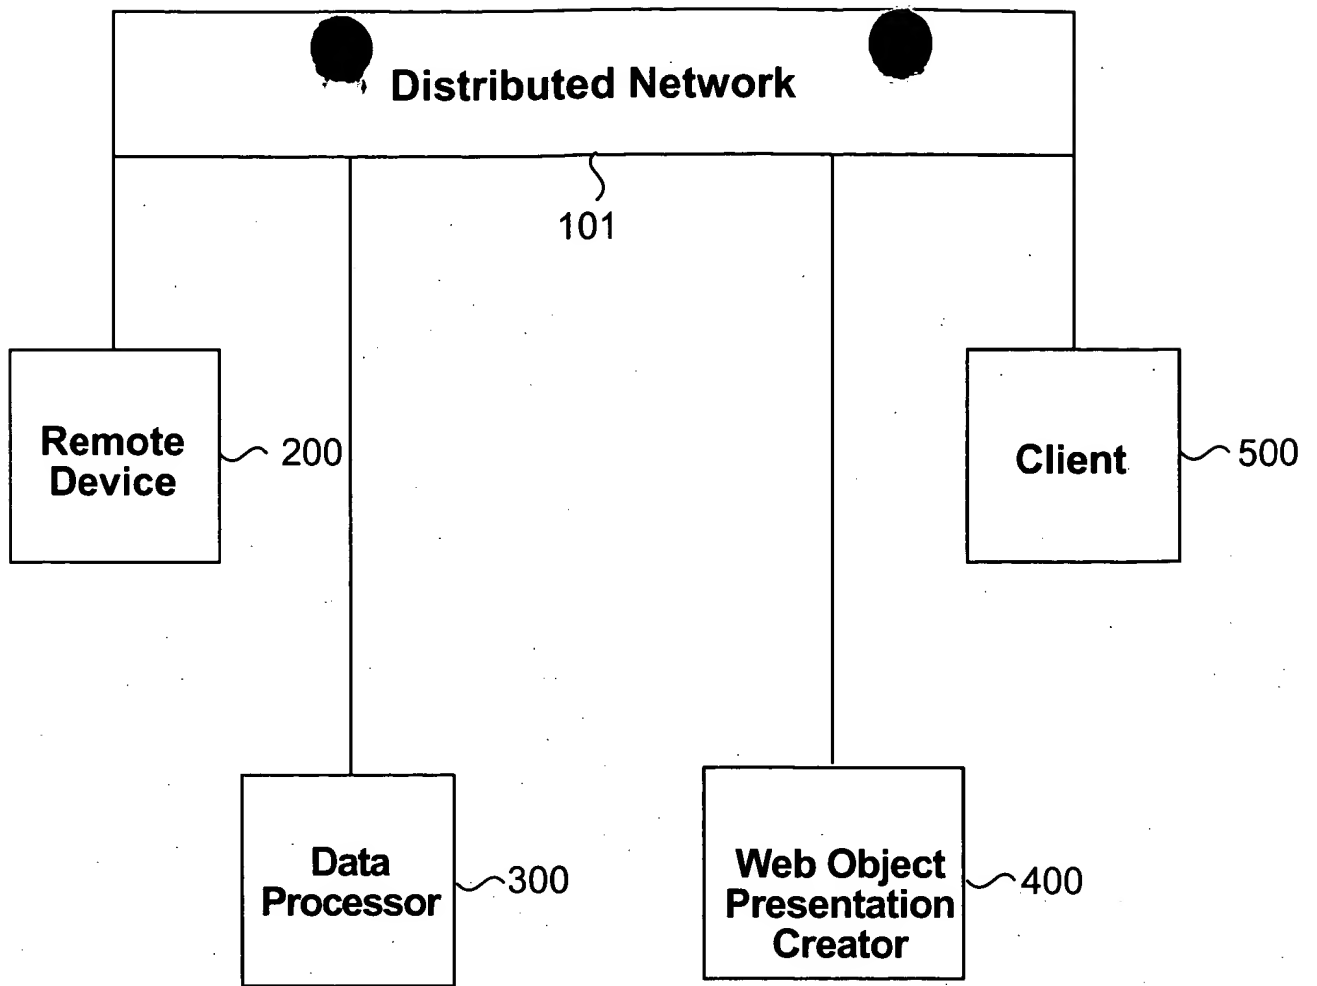 Distributed Network
101
Remote
Device
200
Client
500
Data
Processor
300
Web Object
Presentation
Creator
400